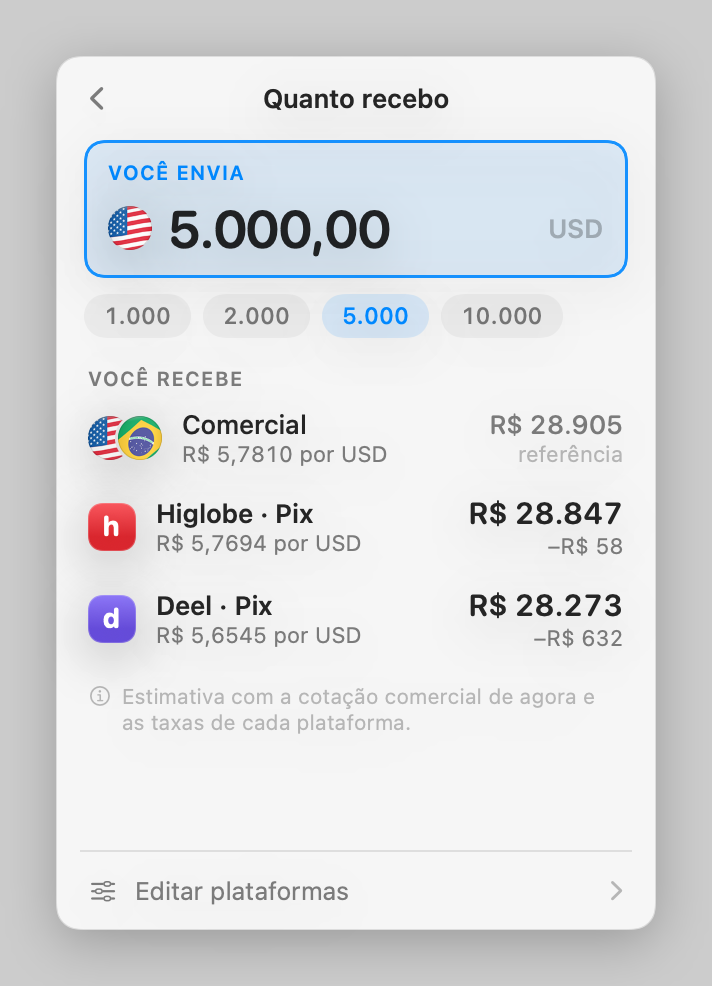 Quanto recebo
VOCÊ ENVIA
5.000,00 USD
1.000 2.000 5.000 10.000
VOCÊ RECEBE
Comercial R$ 28.905
R$ 5,7810 por USD referência
h Higlobe · Pix R$ 28.847
R$ 5,7694 por USD –R$ 58
d Deel · Pix R$ 28.273
R$ 5,6545 por USD –R$ 632
Estimativa com a cotação comercial de agora e
as taxas de cada plataforma.
Editar plataformas